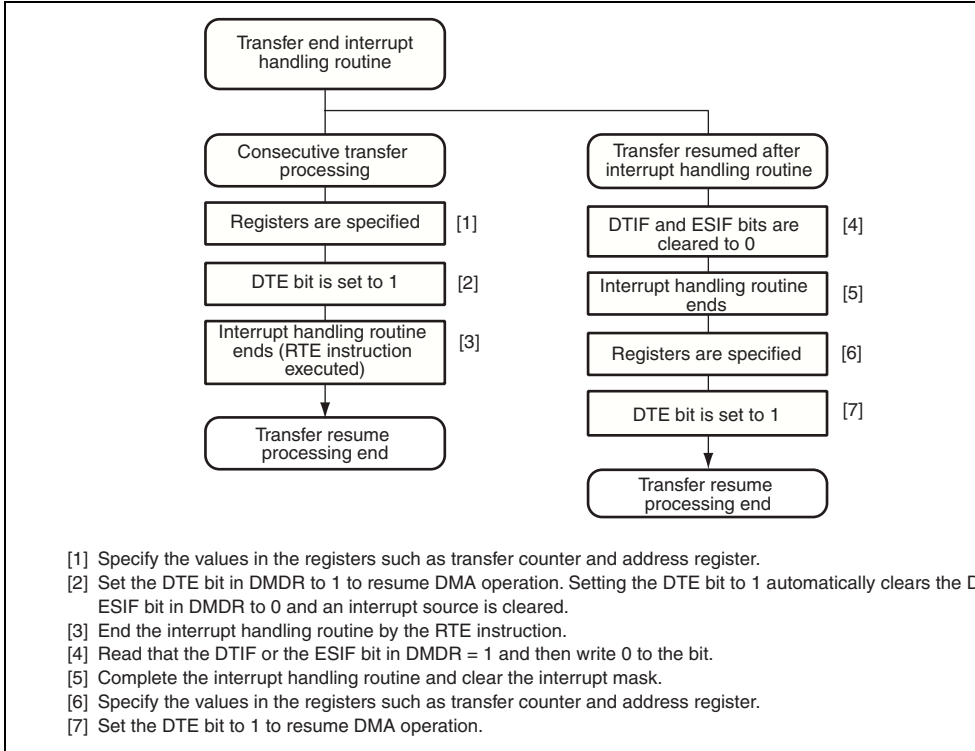 Transfer end interrupt
handling routine
Consecutive transfer
processing
Registers are specified [1]
DTE bit is set to 1 [2]
Interrupt handling routine
ends (RTE instruction [3]
executed)
Transfer resume
processing end
Transfer resumed after
interrupt handling routine
DTIF and ESIF bits are [4]
cleared to 0
Interrupt handling routine [5]
ends
Registers are specified [6]
DTE bit is set to 1 [7]
Transfer resume
processing end
[1] Specify the values in the registers such as transfer counter and address register.
[2] Set the DTE bit in DMDR to 1 to resume DMA operation. Setting the DTE bit to 1 automatically clears the
ESIF bit in DMDR to 0 and an interrupt source is cleared.
[3] End the interrupt handling routine by the RTE instruction.
[4] Read that the DTIF or the ESIF bit in DMDR = 1 and then write 0 to the bit.
[5] Complete the interrupt handling routine and clear the interrupt mask.
[6] Specify the values in the registers such as transfer counter and address register.
[7] Set the DTE bit to 1 to resume DMA operation.